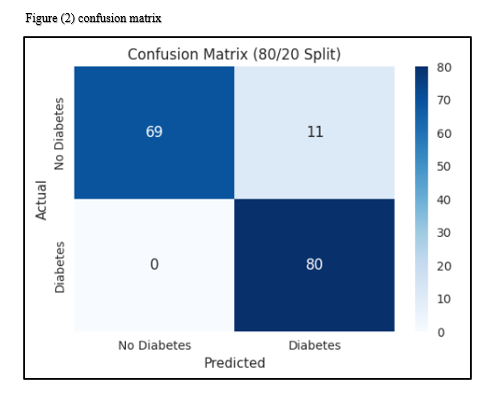 Figure (2) confusion matrix
Confusion Matrix (80/20 Split)
No Diabetes
69
11
Actual
Diabetes
0
80
No Diabetes
Diabetes
Predicted
80
70
60
50
40
30
20
10
0